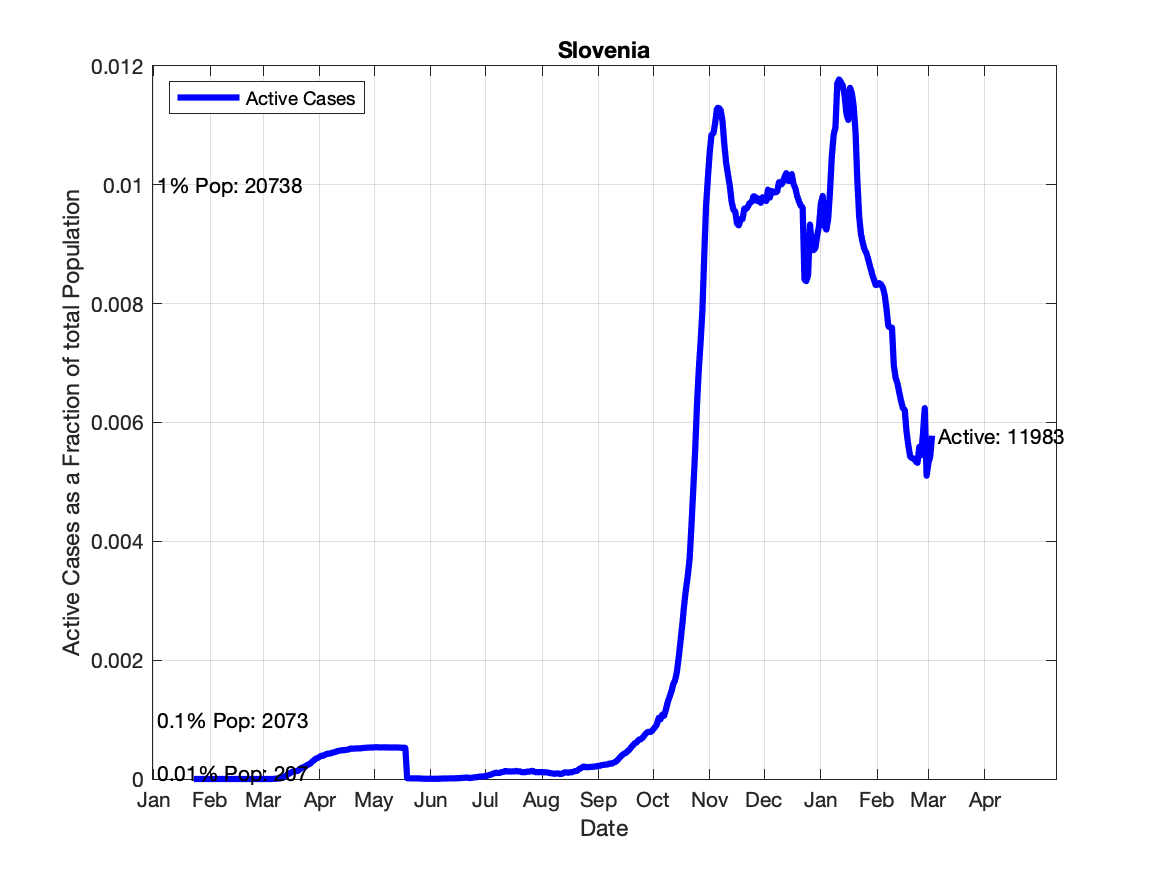 Slovenia
Active Cases
0.012
0.01
0.008
0.006
0.004
0.002
0
1% Pop: 20738
0.1% Pop: 2073
0.01% Pop: 207
Active: 11983
Active Cases as a Fraction of total Population
Jan Feb Mar Apr May Jun Jul Aug Sep Oct Nov Dec Jan Feb Mar Apr
Date